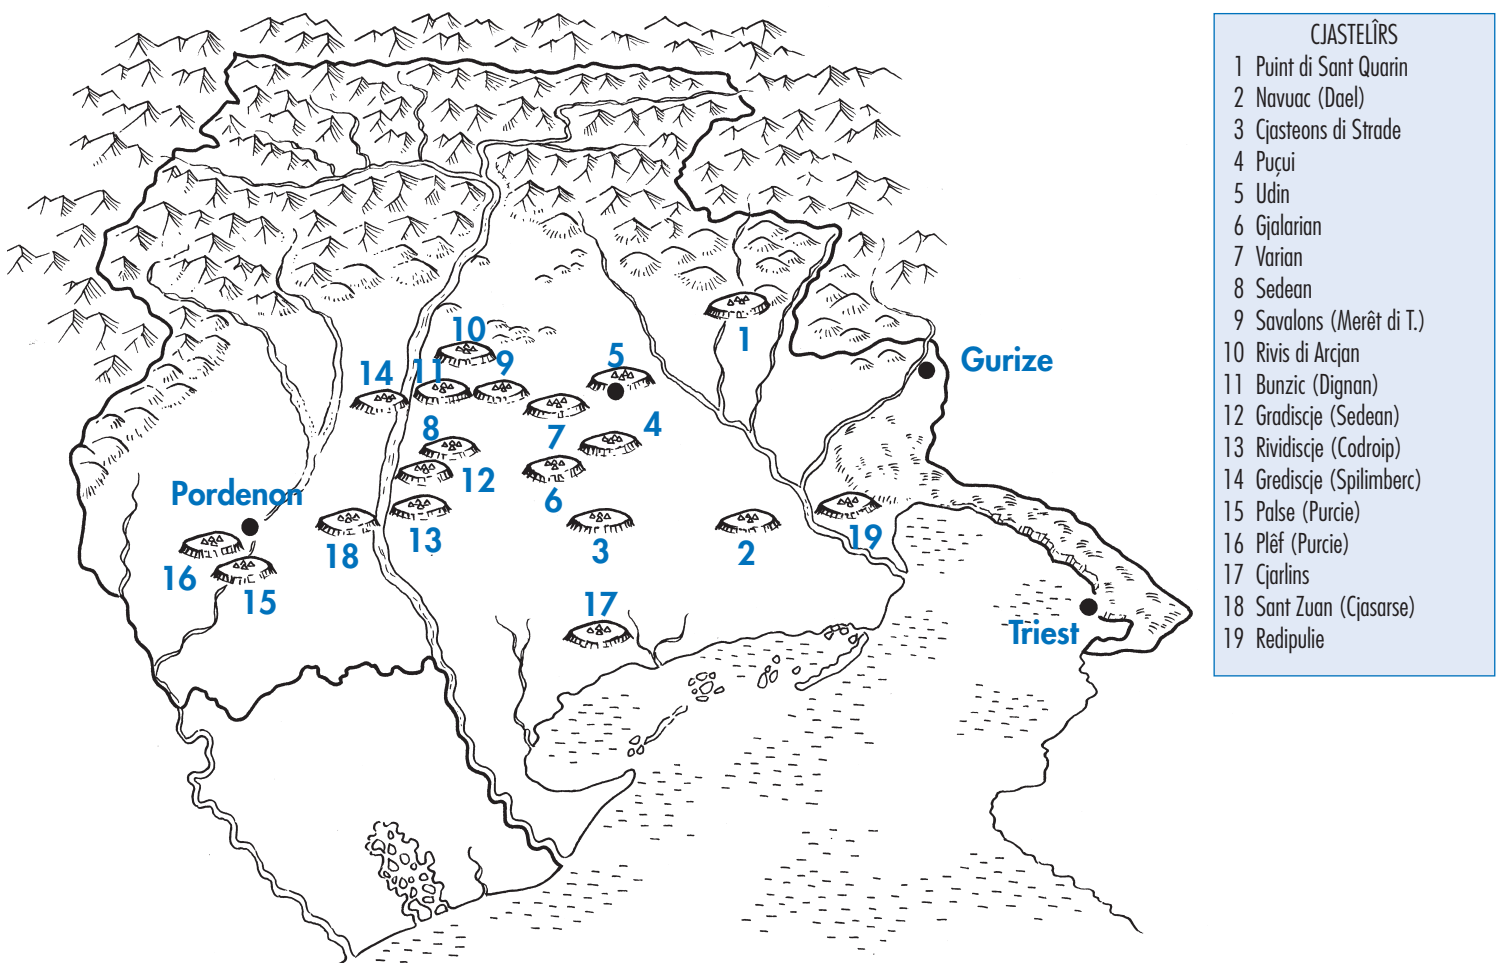 CJASTELÎRS
1 Puint di Sant Quarin
2 Navuac (Dael)
3 Cjasteons di Strade
4 Puçui
5 Udin
6 Gjalarian
7 Varian
8 Sedean
9 Savalons (Merêt di T.)
10 Rivis di Arcjan
11 Bunzic (Dignan)
12 Gradiscje (Sedean)
13 Rividiscje (Codroip)
14 Grediscje (Spilimberc)
15 Palse (Purcie)
16 Plêf (Purcie)
17 Cjarlins
18 Sant Zuan (Cjasarse)
19 Redipulie
1
10
5
Gurize
14
11
9
7
4
8
12
6
Pordenon
13
18
3
2
19
16
15
17
Triest